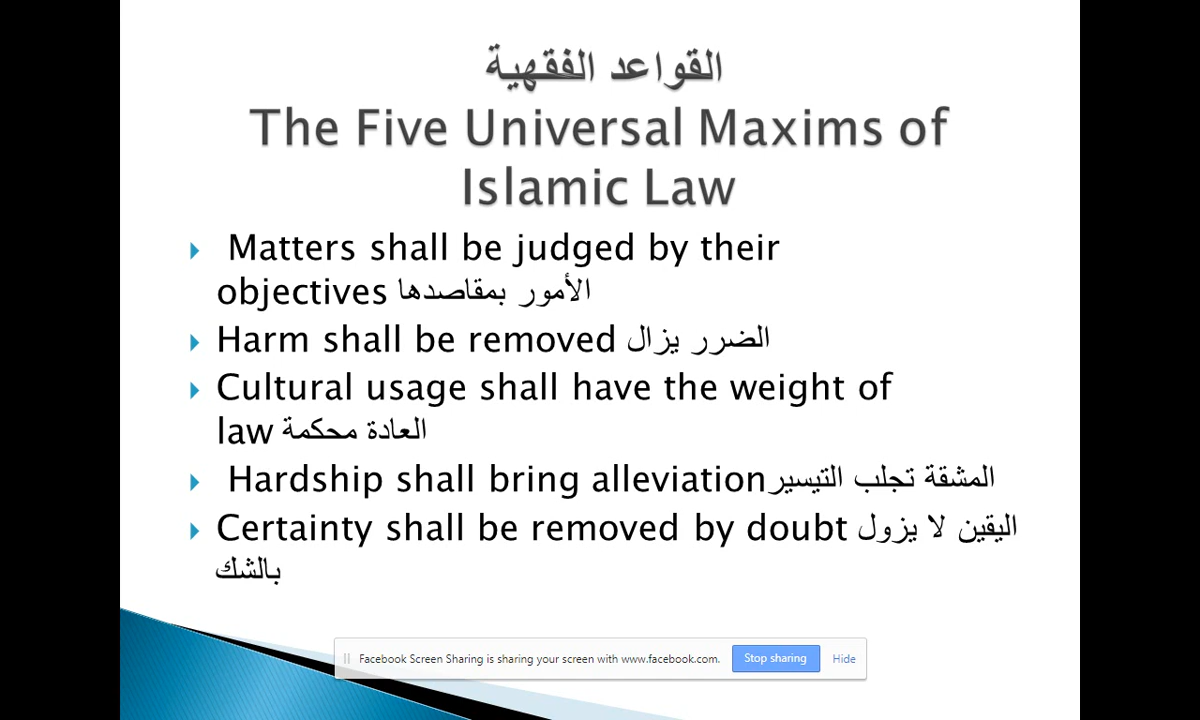 القواعد الفقهية
The Five Universal Maxims of
Islamic Law
Matters shall be judged by their
objectives الأمور بمقاصدها
Harm shall be removed الضرر يزال
Cultural usage shall have the weight of
law العادة محكمة
Hardship shall bring alleviation المشقة تجلب التيسير
Certainty shall be removed by doubt اليقين لا يزول
بالشك
Facebook Screen Sharing is sharing your screen with www.facebook.com. Stop sharing Hide